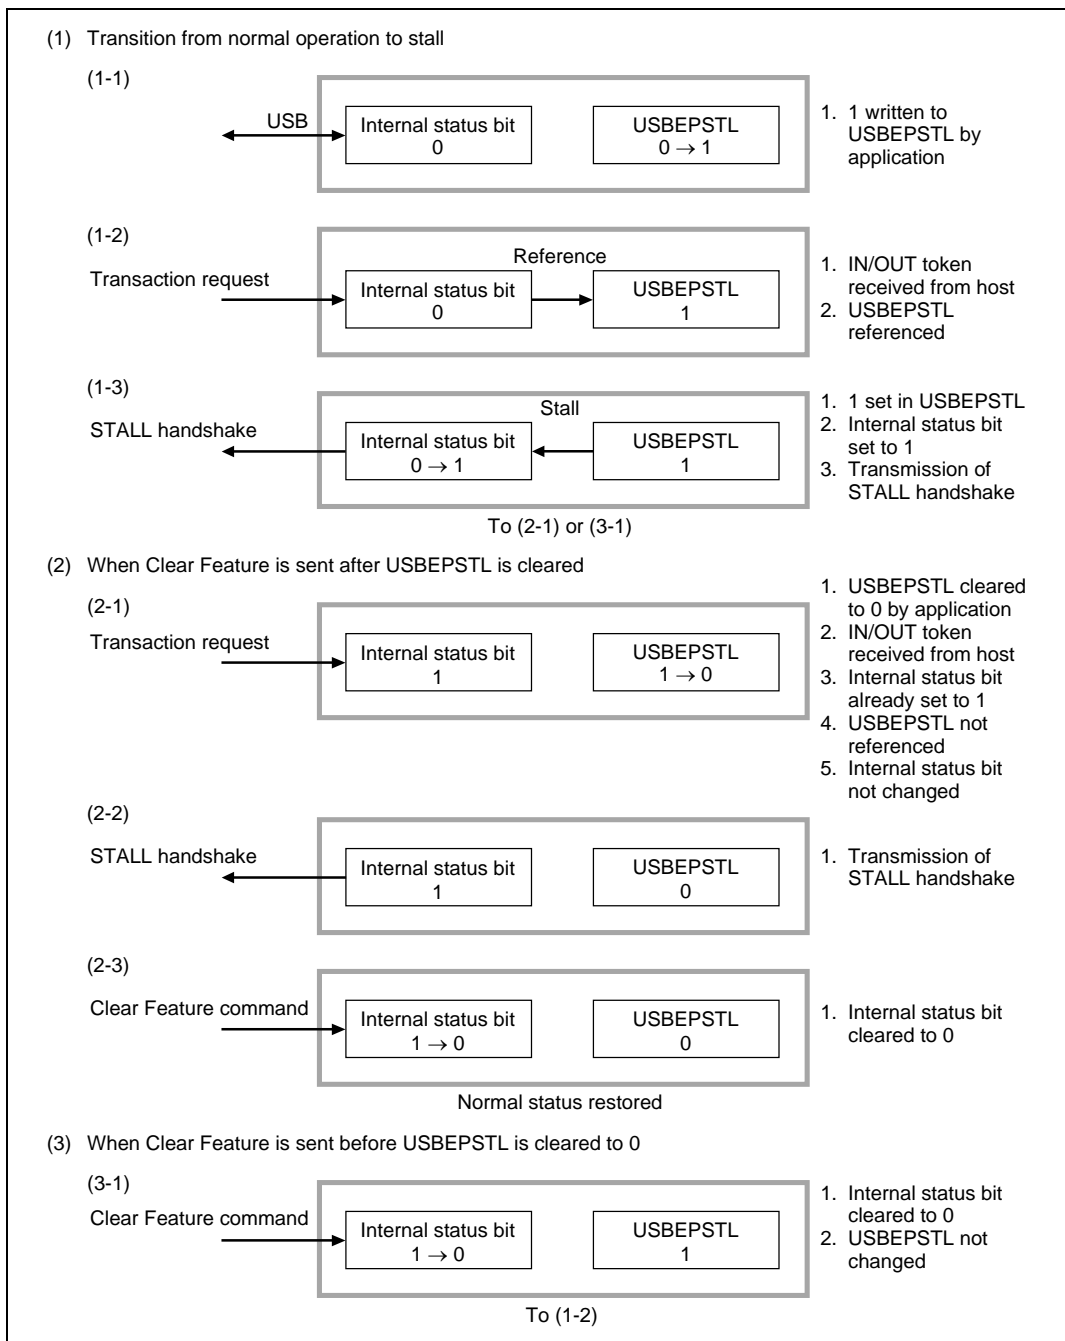 (1) Transition from normal operation to stall
(1-1)
USB
Internal status bit
0
USBEPSTL
0 → 1
1. 1 written to
USBEPSTL by
application
(1-2)
Transaction request
Reference
Internal status bit
0
USBEPSTL
1
1. IN/OUT token
received from host
2. USBEPSTL
referenced
(1-3)
STALL handshake
Stall
Internal status bit
0 → 1
USBEPSTL
1
1. 1 set in USBEPSTL
2. Internal status bit
set to 1
3. Transmission of
STALL handshake
To (2-1) or (3-1)
(2) When Clear Feature is sent after USBEPSTL is cleared
(2-1)
Transaction request
Internal status bit
1
USBEPSTL
1 → 0
1. USBEPSTL cleared
to 0 by application
2. IN/OUT token
received from host
3. Internal status bit
already set to 1
4. USBEPSTL not
referenced
5. Internal status bit
not changed
(2-2)
STALL handshake
Internal status bit
1
USBEPSTL
0
1. Transmission of
STALL handshake
(2-3)
Clear Feature command
Internal status bit
1 → 0
USBEPSTL
0
1. Internal status bit
cleared to 0
Normal status restored
(3) When Clear Feature is sent before USBEPSTL is cleared to 0
(3-1)
Clear Feature command
Internal status bit
1 → 0
USBEPSTL
1
1. Internal status bit
cleared to 0
2. USBEPSTL not
changed
To (1-2)